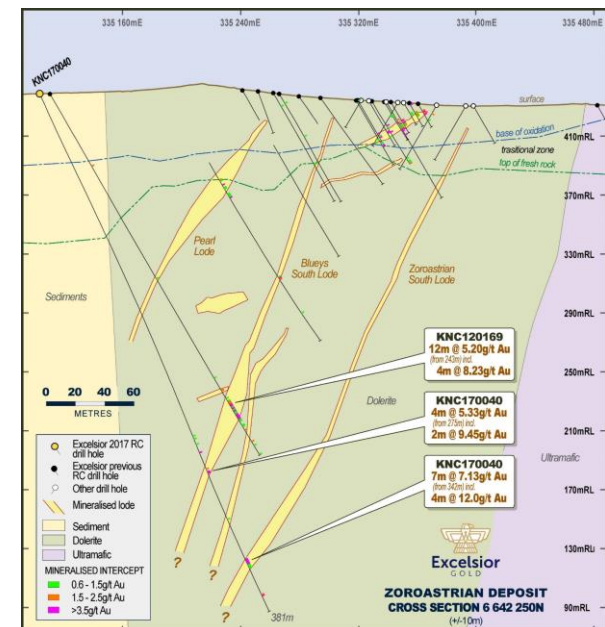 335 160mE
335 240mE
335 320mE
335 400mE
335 480mE
KNC170040
surface
410mRL
base of oxidation
trasitional zone
top of fresh rock
370mRL
Pearl
Lode
Blueys
South Lode
Zoroastrian
South Lode
330mRL
Sediments
290mRL
KNC120169
12m @ 5.20g/t Au
(from 243m) incl.
4m @ 8.23g/t Au
250mRL
0 20 40 60
METRES
Dolerite
KNC170040
4m @ 5.33g/t Au
(from 275m) incl.
2m @ 9.45g/t Au
210mRL
Ultramafic
KNC170040
7m @ 7.13g/t Au
(from 342m) incl.
4m @ 12.0g/t Au
170mRL
Excelsior 2017 RC
drill hole
Excelsior previous
RC drill hole
Other drill hole
Mineralised lode
Sediment
Dolerite
Ultramafic
MINERALISED INTERCEPT
0.6 - 1.5g/t Au
1.5 - 2.5g/t Au
>3.5g/t Au
?
?
?
381m
130mRL
Excelsior
GOLD
ZOROASTRIAN DEPOSIT
CROSS SECTION 6 642 250N
(+/-10m)
90mRL